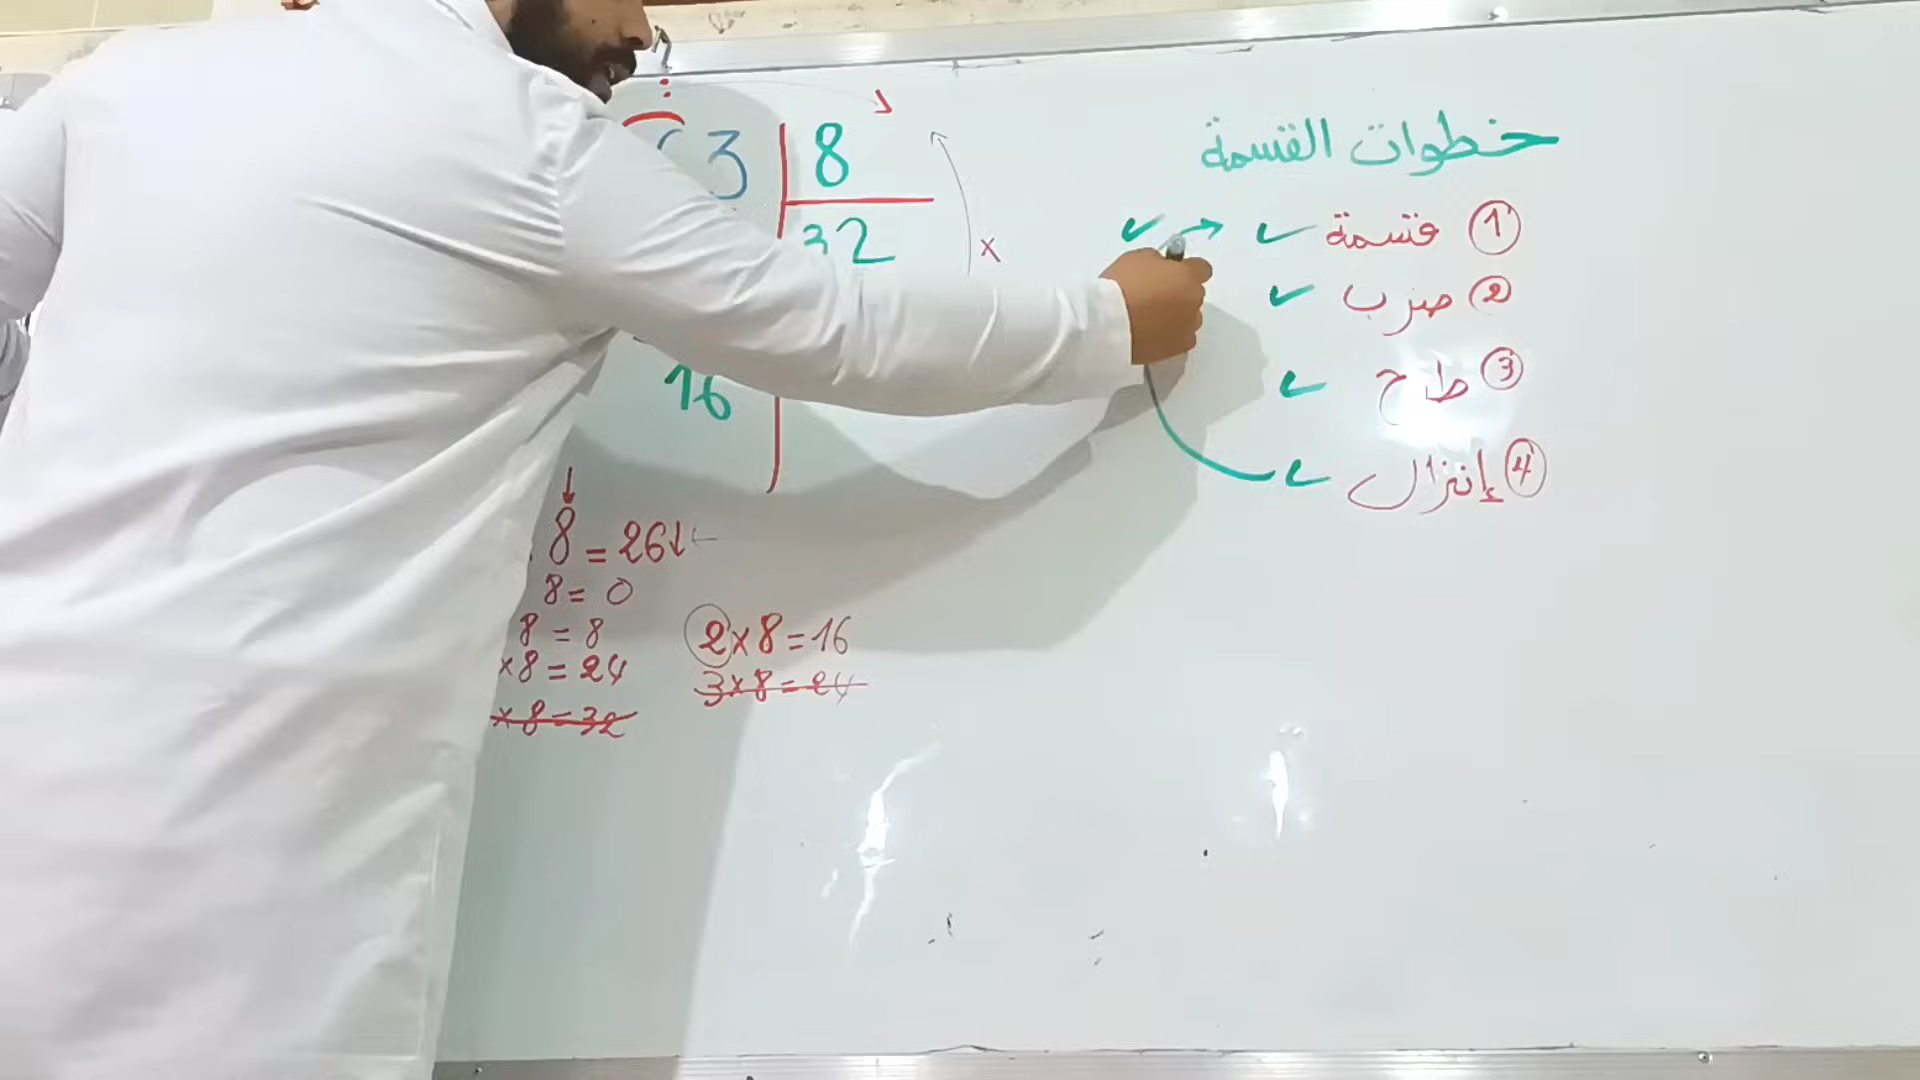 خطوات القسمة
① قسمة ✓ ✓
② ضرب ✓
③ طرح ✓
④ إنزال ✓
:
63 | 8
32
×
16
8 = 26↓
8 = 0
8 = 8
×8 = 24
×8 = 32
2×8 = 16
3×8 = 24